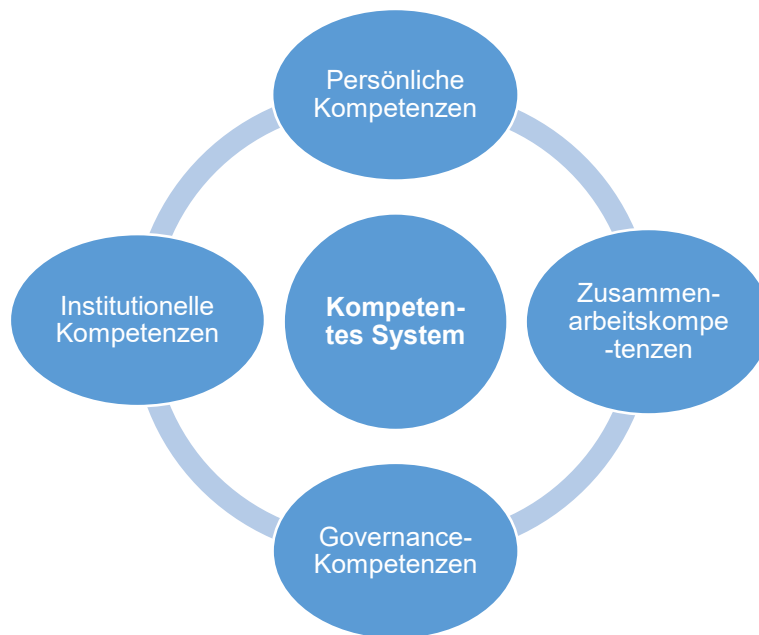 Persönliche
Kompetenzen
Institutionelle
Kompetenzen
Kompeten-
tes System
Zusammen-
arbeitskompe
-tenzen
Governance-
Kompetenzen